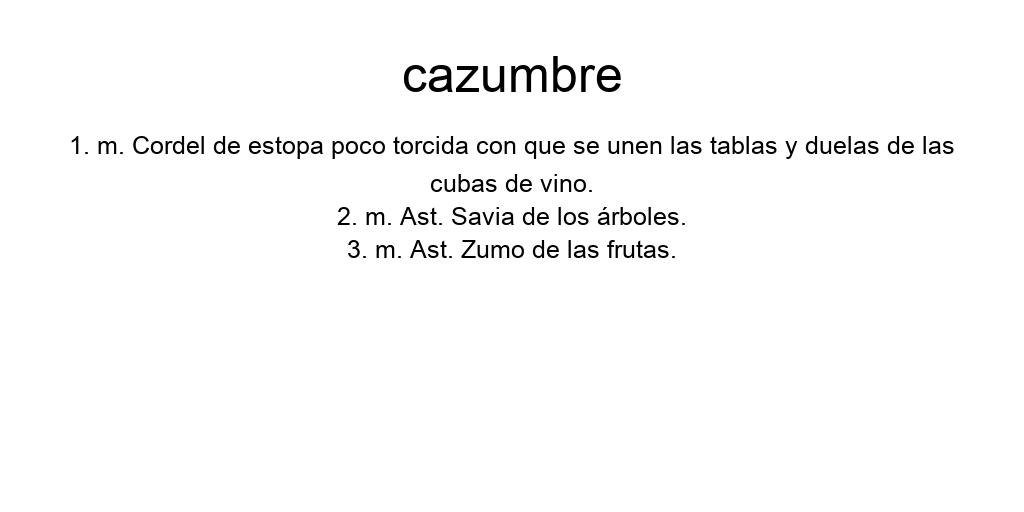 cazumbre
1. m. Cordel de estopa poco torcida con que se unen las tablas y duelas de las
cubas de vino.
2. m. Ast. Savia de los árboles.
3. m. Ast. Zumo de las frutas.